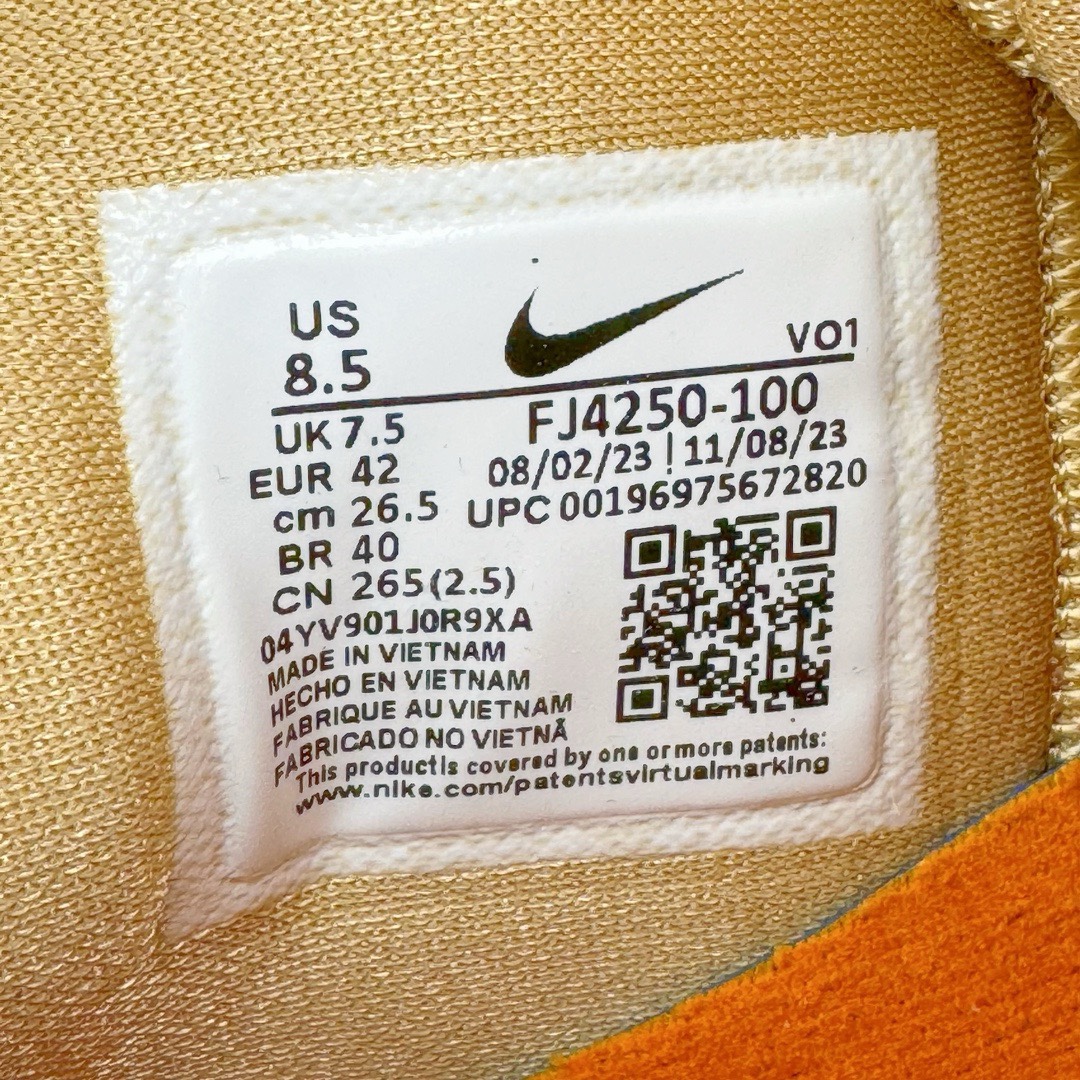 US
8.5
VO1
UK 7.5
FJ4250-100
EUR 42
08/02/23 | 11/08/23
cm 26.5
UPC 00196975672820
BR 40
CN 265(2.5)
04YV901J0R9XA
MADE IN VIETNAM
HECHO EN VIETNAM
FABRIQUE AU VIETNAM
FABRICADO NO VIETNÃ
This product is covered by one or more patents:
www.nike.com/patentsvirtualmarking